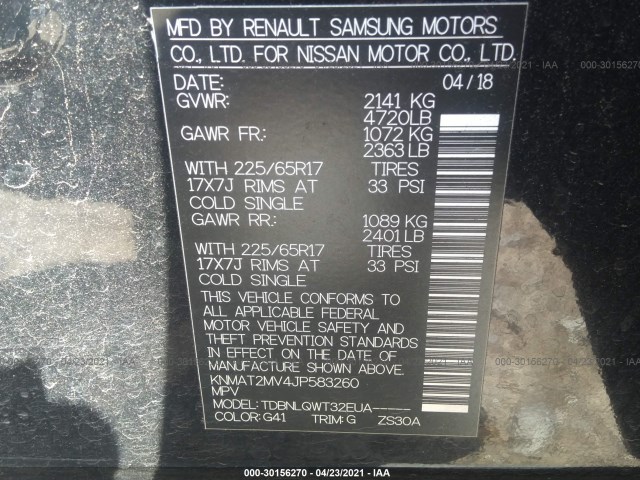 MFD BY RENAULT SAMSUNG MOTORS
CO., LTD. FOR NISSAN MOTOR CO., LTD.
DATE: 04/18
GVWR: 2141 KG
4720LB
GAWR FR: 1072 KG
2363 LB
WITH 225/65R17 TIRES
17X7J RIMS AT 33 PSI
COLD SINGLE
GAWR RR: 1089 KG
2401 LB
WITH 225/65R17 TIRES
17X7J RIMS AT 33 PSI
COLD SINGLE
THIS VEHICLE CONFORMS TO
ALL APPLICABLE FEDERAL
MOTOR VEHICLE SAFETY AND
THEFT PREVENTION STANDARDS
IN EFFECT ON THE DATE OF
MANUFACTURE SHOWN ABOVE.
KNMAT2MV4JP583260
MPV
MODEL: TDBNLQWT32EUA-----
COLOR: G41 TRIM: G ZS30A
000-30156270 - 04/23/2021 - IAA